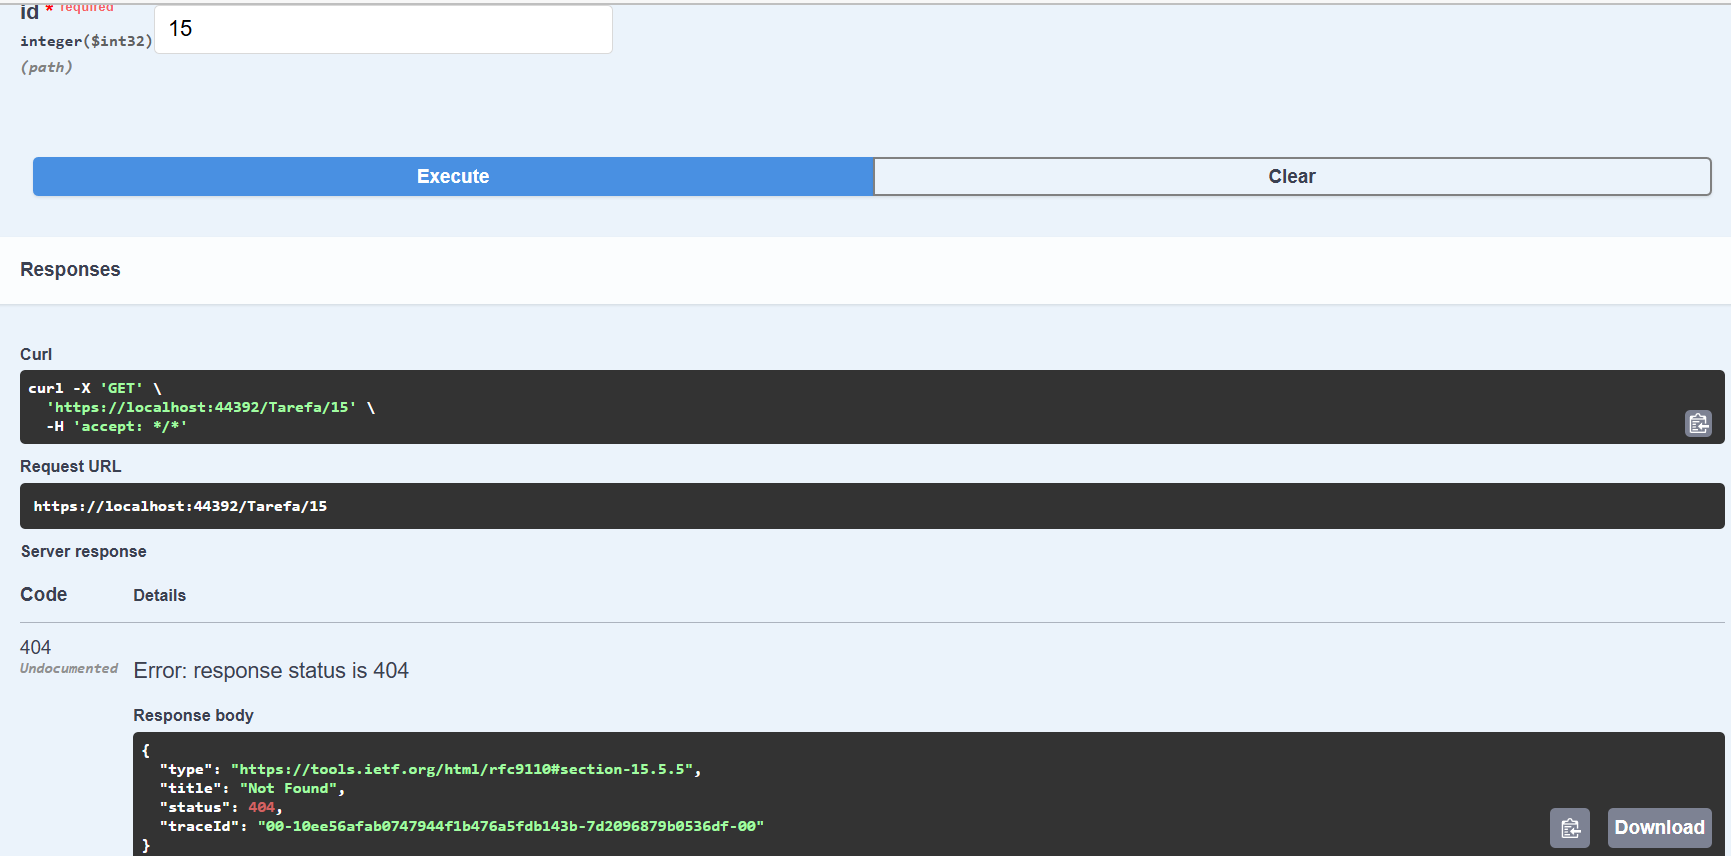 id * required
15
integer($int32)
(path)
Execute
Clear
Responses
Curl
curl -X 'GET' \
'https://localhost:44392/Tarefa/15' \
-H 'accept: */*'
Request URL
https://localhost:44392/Tarefa/15
Server response
Code
Details
404
Undocumented
Error: response status is 404
Response body
{
"type": "https://tools.ietf.org/html/rfc9110#section-15.5.5",
"title": "Not Found",
"status": 404,
"traceId": "00-10ee56afab0747944f1b476a5fdb143b-7d2096879b0536df-00"
}
Download